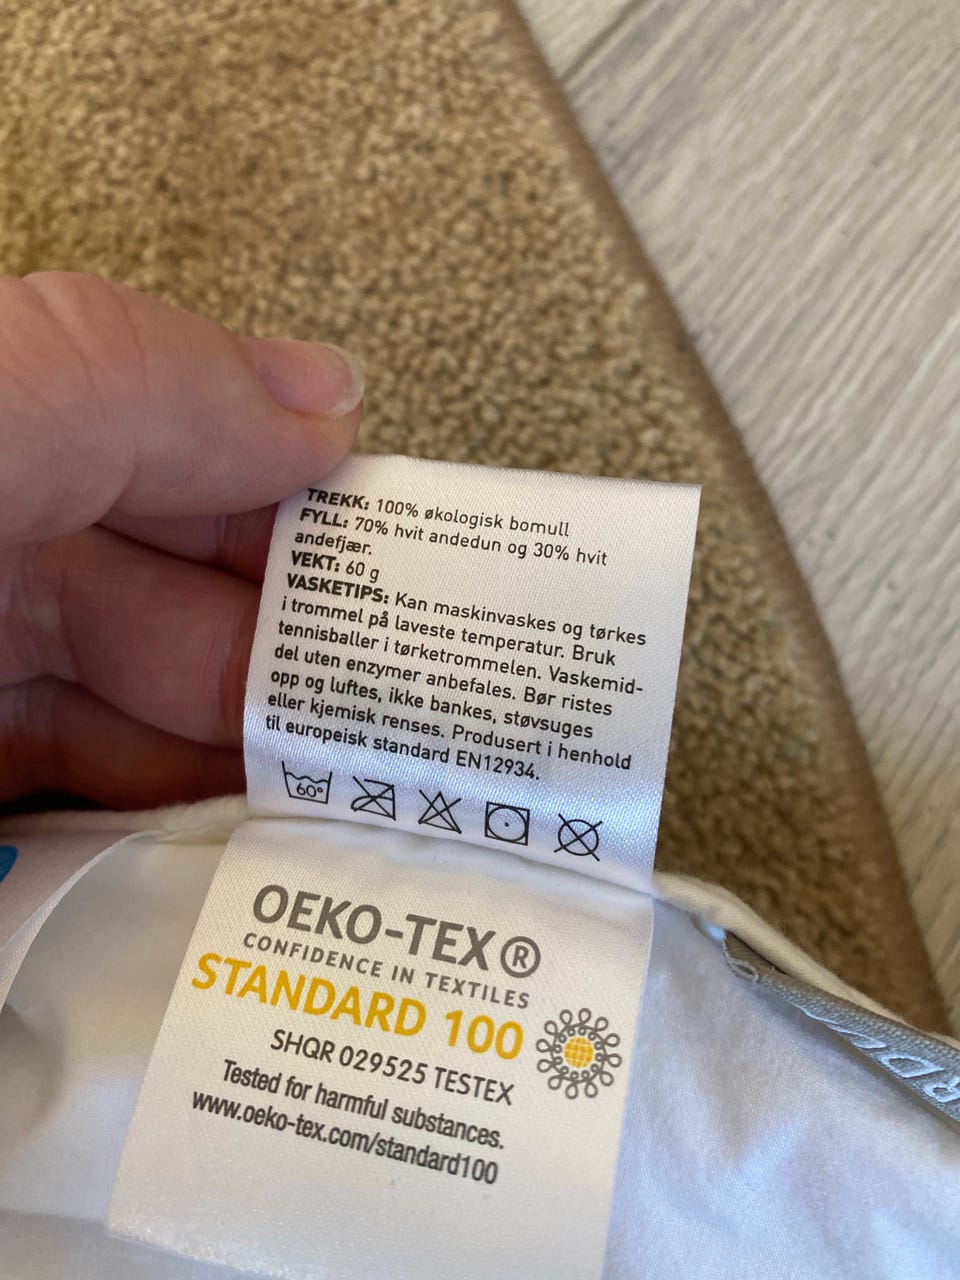 TREKK: 100% økologisk bomull
FYLL: 70% hvit andedun og 30% hvit
andefjær.
VEKT: 60 g
VASKETIPS: Kan maskinvaskes og tørkes
i trommel på laveste temperatur. Bruk
tennisballer i tørketrommelen. Vaskemid-
del uten enzymer anbefales. Bør ristes
opp og luftes, ikke bankes, støvsuges
eller kjemisk renses. Produsert i henhold
til europeisk standard EN12934.
60°
OEKO-TEX®
CONFIDENCE IN TEXTILES
STANDARD 100
SHQR 029525 TESTEX
Tested for harmful substances.
www.oeko-tex.com/standard100